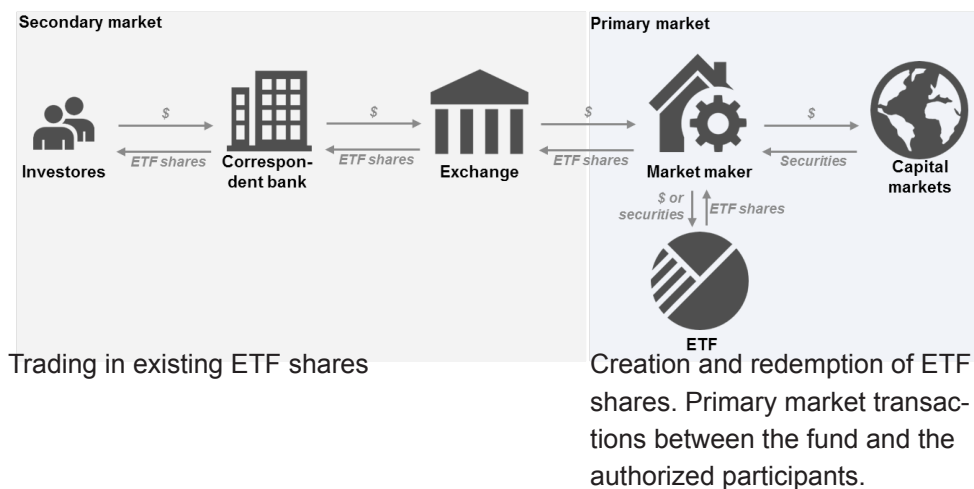 Secondary market
Primary market
$
$
$
$
ETF shares
ETF shares
ETF shares
Securities
Investores
Correspon-
dent bank
Exchange
Market maker
Capital
markets
$ or
securities
ETF shares
ETF
Trading in existing ETF shares
Creation and redemption of ETF
shares. Primary market transac-
tions between the fund and the
authorized participants.